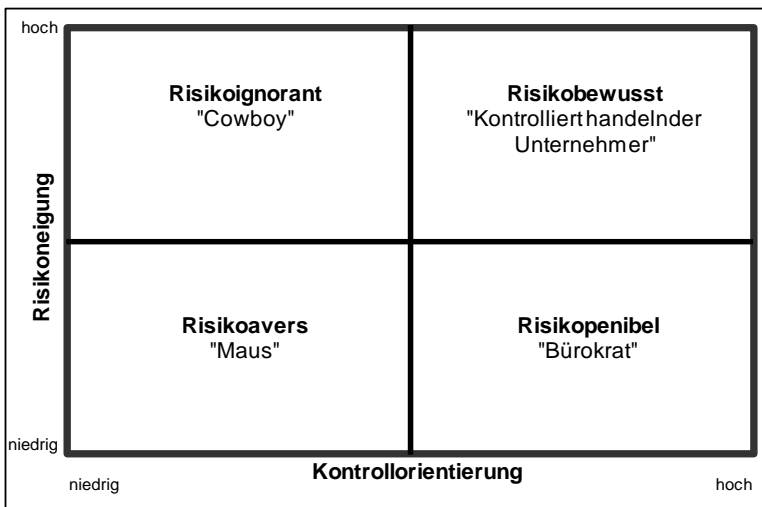 hoch
Risikoignorant
"Cowboy"
Risikobewusst
"Kontrolliert handelnder
Unternehmer"
Risikoneigung
Risikoavers
"Maus"
Risikopenibel
"Bürokrat"
niedrig
Kontrollorientierung
niedrig
hoch